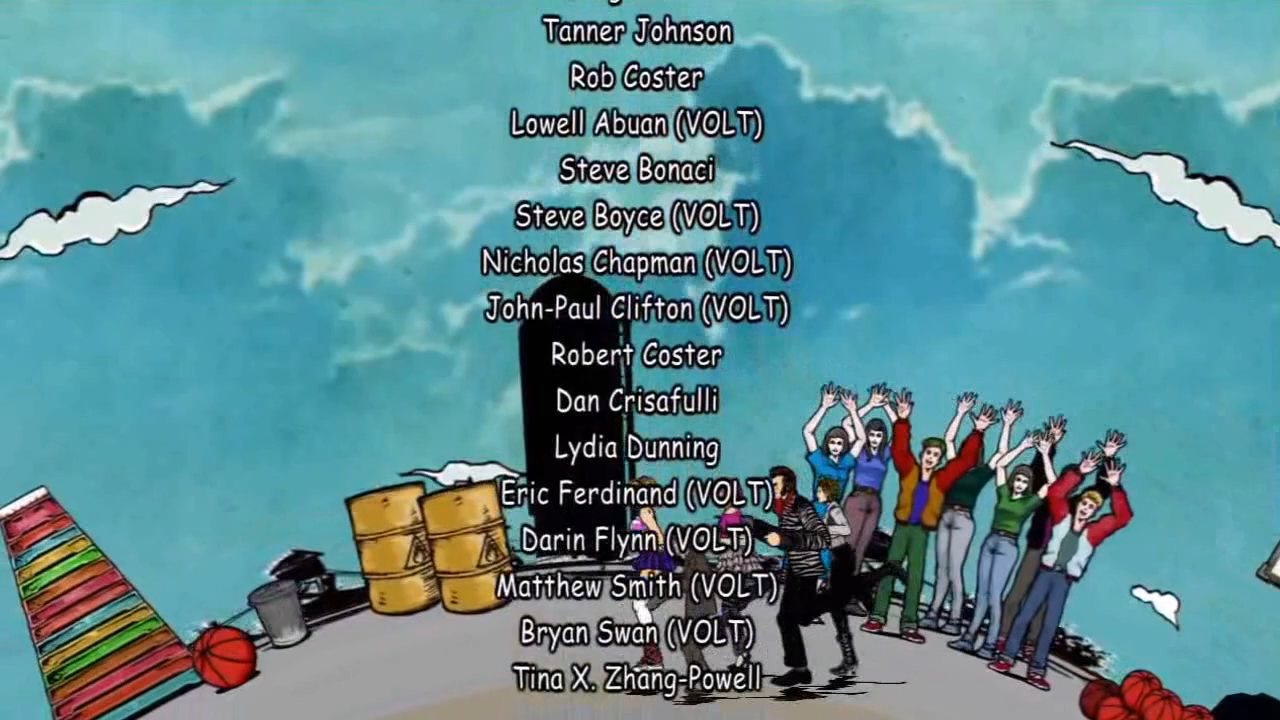 Tanner Johnson
Rob Coster
Lowell Abuan (VOLT)
Steve Bonaci
Steve Boyce (VOLT)
Nicholas Chapman (VOLT)
John-Paul Clifton (VOLT)
Robert Coster
Dan Crisafulli
Lydia Dunning
Eric Ferdinand (VOLT)
Darin Flynn (VOLT)
Matthew Smith (VOLT)
Bryan Swan (VOLT)
Tina X. Zhang-Powell